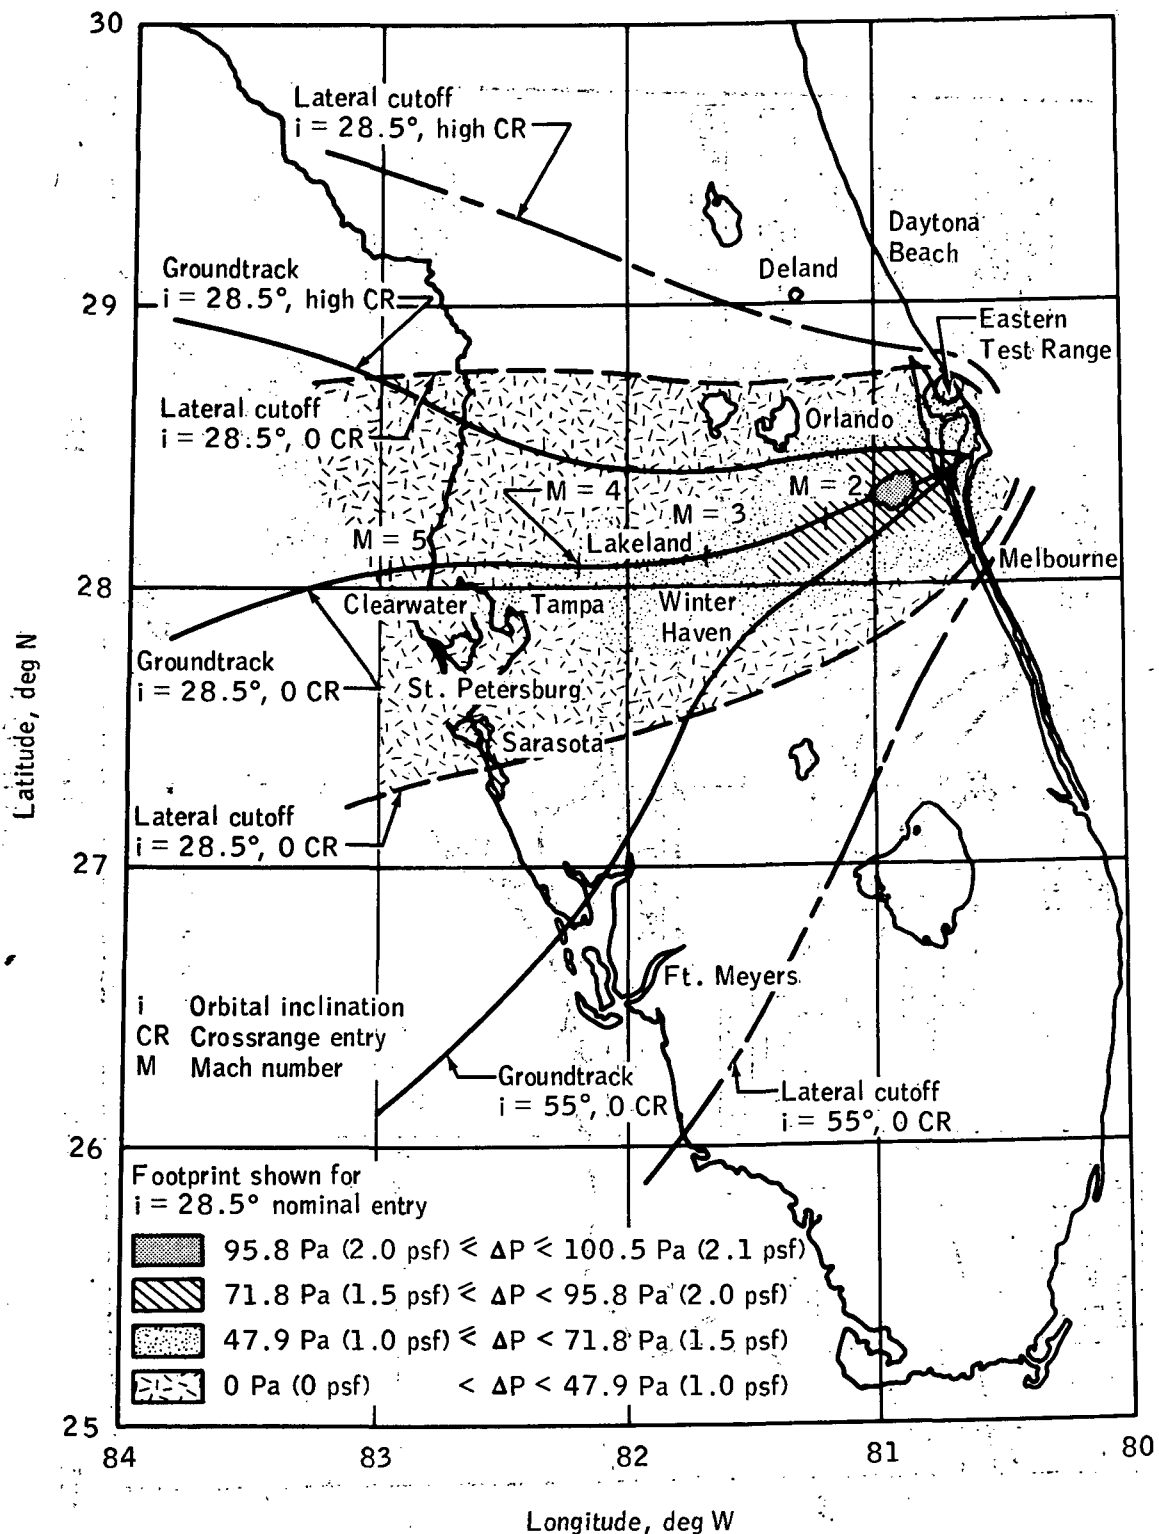 30
Lateral cutoff
i = 28.5°, high CR
Daytona
Beach
Groundtrack
i = 28.5°, high CR
Deland
29
Eastern
Test Range
Lateral cutoff
i = 28.5°, 0 CR
Orlando
M = 4
M = 2
M = 3
M = 5
Lakeland
Melbourne
28
Clearwater
Tampa
Winter
Haven
Groundtrack
i = 28.5°, 0 CR
St. Petersburg
Sarasota
Latitude, deg N
Lateral cutoff
i = 28.5°, 0 CR
27
Ft. Meyers
i Orbital inclination
CR Crossrange entry
M Mach number
Groundtrack
i = 55°, 0 CR
Lateral cutoff
i = 55°, 0 CR
26
Footprint shown for
i = 28.5° nominal entry
95.8 Pa (2.0 psf) ≤ ΔP ≤ 100.5 Pa (2.1 psf)
71.8 Pa (1.5 psf) ≤ ΔP < 95.8 Pa (2.0 psf)
47.9 Pa (1.0 psf) ≤ ΔP < 71.8 Pa (1.5 psf)
0 Pa (0 psf) < ΔP < 47.9 Pa (1.0 psf)
25
84 83 82 81 80
Longitude, deg W